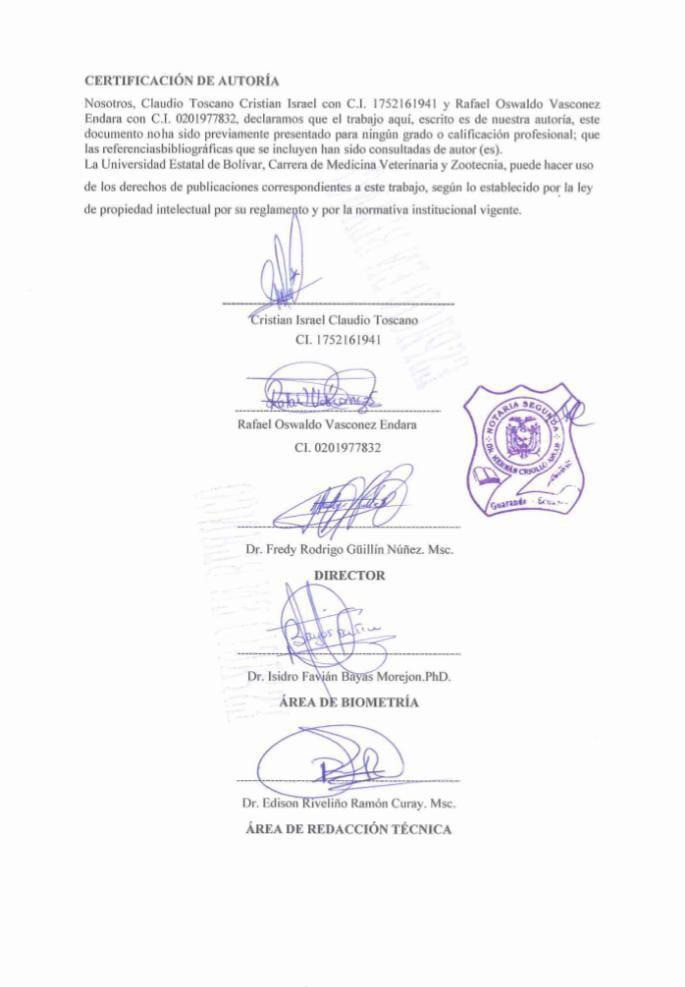 CERTIFICACIÓN DE AUTORÍA
Nosotros, Claudio Toscano Cristian Israel con C.I. 1752161941 y Rafael Oswaldo Vasconez
Endara con C.I. 0201977832, declaramos que el trabajo aquí, escrito es de nuestra autoría, este
documento noha sido previamente presentado para ningún grado o calificación profesional; que
las referenciasbibliográficas que se incluyen han sido consultadas de autor (es).
La Universidad Estatal de Bolívar, Carrera de Medicina Veterinaria y Zootecnia, puede hacer uso
de los derechos de publicaciones correspondientes a este trabajo, según lo establecido por la ley
de propiedad intelectual por su reglamento y por la normativa institucional vigente.
Cristian Israel Claudio Toscano
CI. 1752161941
Rafael Oswaldo Vasconez Endara
CI. 0201977832
NOTARIA SEGUNDA
DR. HERNÁN CRIOLLO
Guaranda -
Dr. Fredy Rodrigo Güillín Núñez. Msc.
DIRECTOR
Dr. Isidro Favián Bayas Morejon.PhD.
ÁREA DE BIOMETRÍA
Dr. Edison Riveliño Ramón Curay. Msc.
ÁREA DE REDACCIÓN TÉCNICA